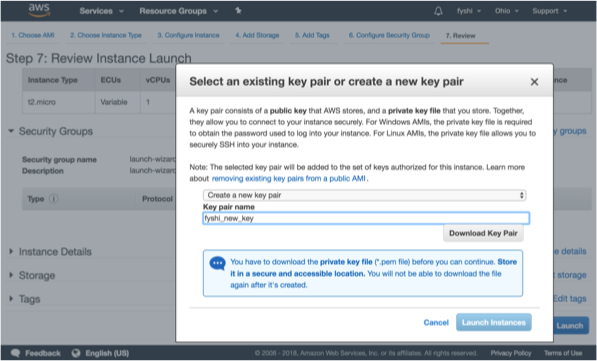 aws
Services
Resource Groups
fyshi
Ohio
Support
1. Choose AMI
2. Choose Instance Type
3. Configure Instance
4. Add Storage
5. Add Tags
6. Configure Security Group
7. Review
Step 7: Review Instance Launch
Instance Type
ECUs
vCPUs
nce
t2.micro
Variable
1
Security Groups
y groups
Security group name
launch-wizard
Description
launch-wizard
Type
Protocol
Instance Details
e details
Storage
t storage
Tags
Edit tags
Select an existing key pair or create a new key pair
A key pair consists of a public key that AWS stores, and a private key file that you store. Together,
they allow you to connect to your instance securely. For Windows AMIs, the private key file is required
to obtain the password used to log into your instance. For Linux AMIs, the private key file allows you to
securely SSH into your instance.
Note: The selected key pair will be added to the set of keys authorized for this instance. Learn more
about removing existing key pairs from a public AMI.
Create a new key pair
Key pair name
fyshi_new_key
Download Key Pair
You have to download the private key file (*.pem file) before you can continue. Store
it in a secure and accessible location. You will not be able to download the file
again after it's created.
Cancel
Launch Instances
Launch
Feedback
English (US)
© 2008 - 2018, Amazon Web Services, Inc. or its affiliates. All rights reserved.
Privacy Policy
Terms of Use